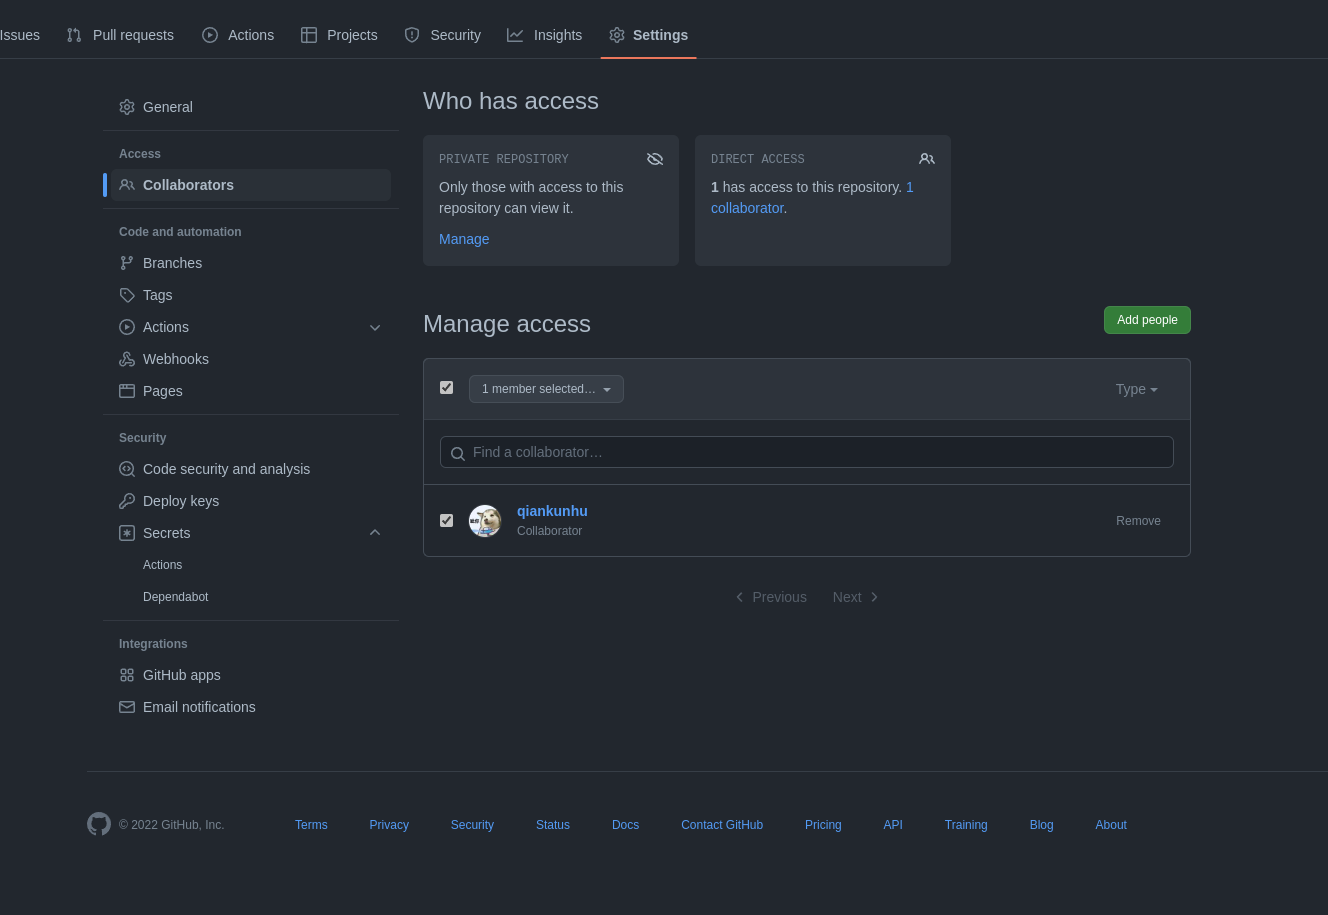 Issues
Pull requests
Actions
Projects
Security
Insights
Settings
General
Access
Collaborators
Code and automation
Branches
Tags
Actions
Webhooks
Pages
Security
Code security and analysis
Deploy keys
Secrets
Actions
Dependabot
Integrations
GitHub apps
Email notifications
Who has access
PRIVATE REPOSITORY
Only those with access to this
repository can view it.
Manage
DIRECT ACCESS
1 has access to this repository. 1
collaborator.
Manage access
Add people
1 member selected…
Type
Find a collaborator…
qiankunhu
Collaborator
Remove
Previous
Next
© 2022 GitHub, Inc.
Terms
Privacy
Security
Status
Docs
Contact GitHub
Pricing
API
Training
Blog
About